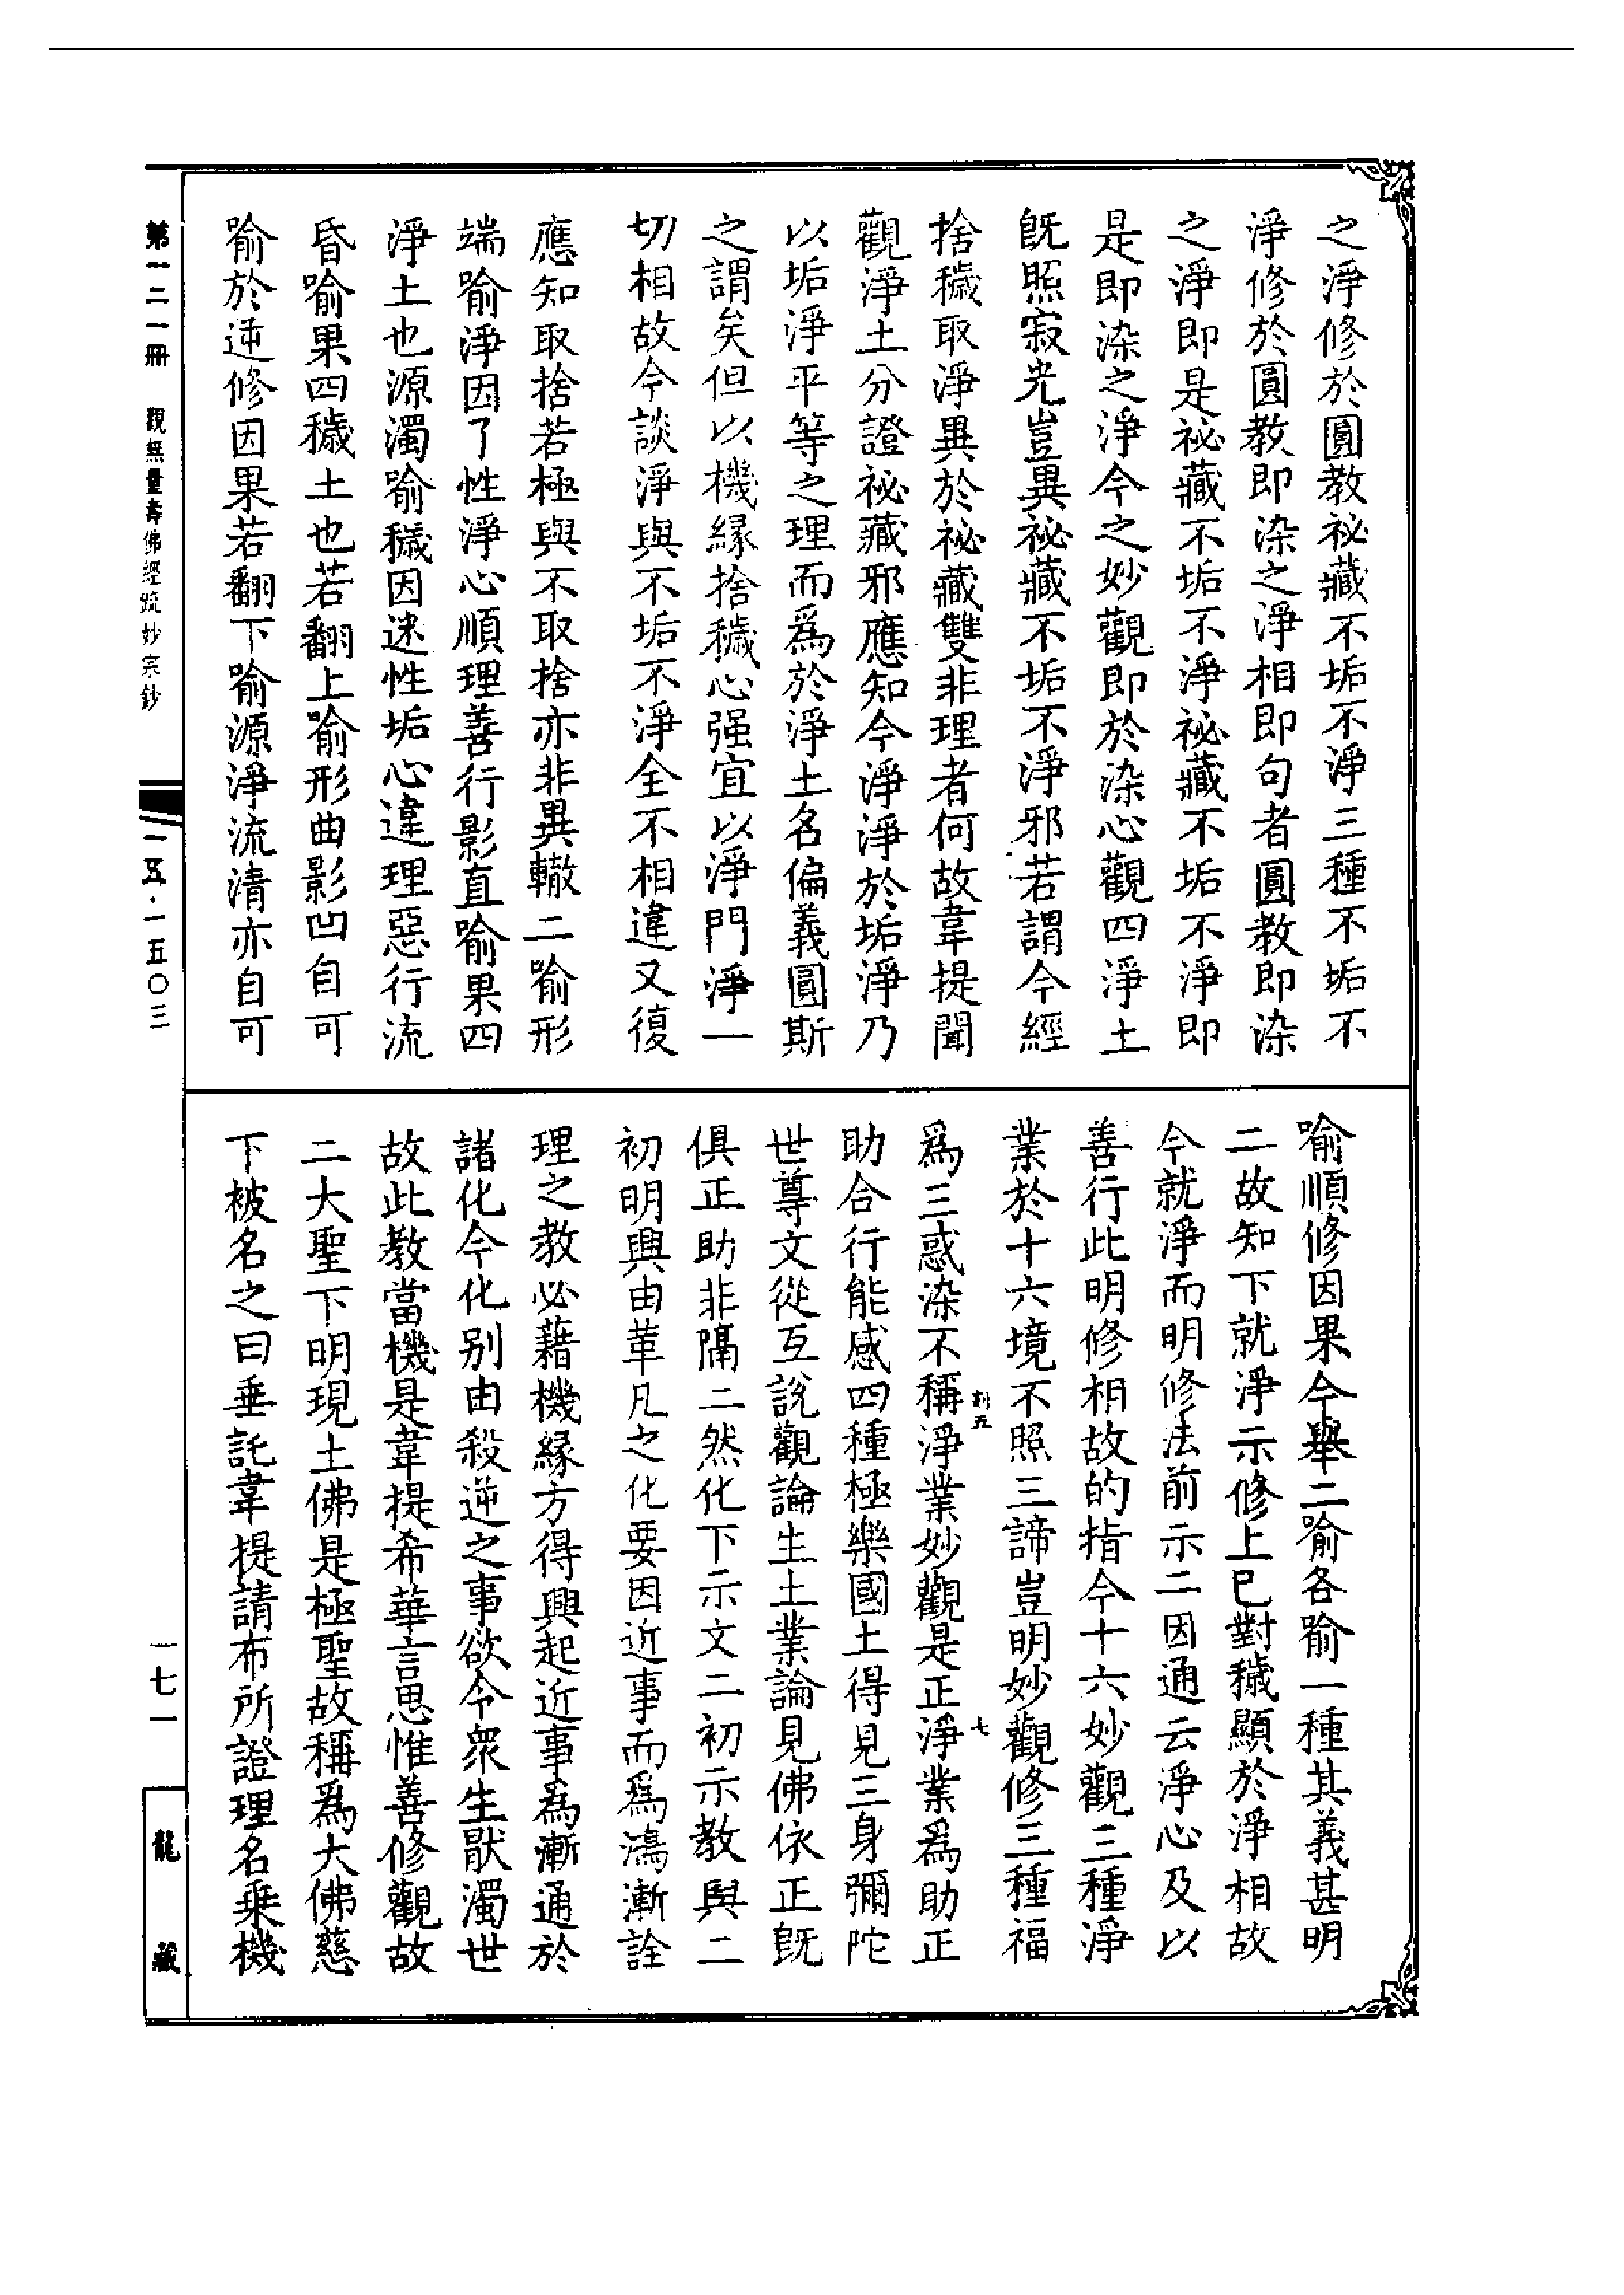 之淨修於圓教祕藏不垢不淨三種不垢不
淨修於圓教即染之淨相即句者圓教即染
之淨即是祕藏不垢不淨祕藏不垢不淨即
是即染之淨今之妙觀即於染心觀四淨土
旣照寂光豈異祕藏不垢不淨邪若謂今經
捨穢取淨異於祕藏雙非理者何故韋提聞
觀淨土分證祕藏邪應知今淨淨於垢淨乃
以垢淨平等之理而爲於淨土名偏義圓斯
之謂矣但以機緣捨穢心强宜以淨門淨一
切相故今談淨與不垢不淨全不相違又復
應知取捨若極與不取捨亦非異轍二喻形
端喻淨因了性淨心順理善行影直喻果四
淨土也源濁喻穢因迷性垢心違理惡行流
昏喻果四穢土也若翻上喻形曲影凹自可
喻於逆修因果若翻下喻源淨流清亦自可
喻順修因果今舉二喻各喻一種其義甚明
二故知下就淨示修上已對穢顯於淨相故
今就淨而明修法前示二因通云淨心及以
善行此明修相故的指今十六妙觀三種淨
業於十六境不照三諦豈明妙觀修三種福
爲三惑染不稱淨業妙觀是正淨業爲助正
助合行能感四種極樂國土得見三身彌陀
世尊文從互說觀論生土業論見佛依正旣
俱正助非隔二然化下示文二初示教與二
初明興由革凡之化要因近事而爲鴻漸詮
理之教必藉機緣方得興起近事爲漸通於
諸化今化別由殺逆之事欲令衆生厭濁世
故此教當機是韋提希華言思惟善修觀故
二大聖下明現土佛是極聖故稱爲大佛慈
下被名之曰垂託韋提請布所證理名乗機
第一二一冊　觀無量壽佛經疏妙宗鈔
一五·一五〇三
一七一
龍藏